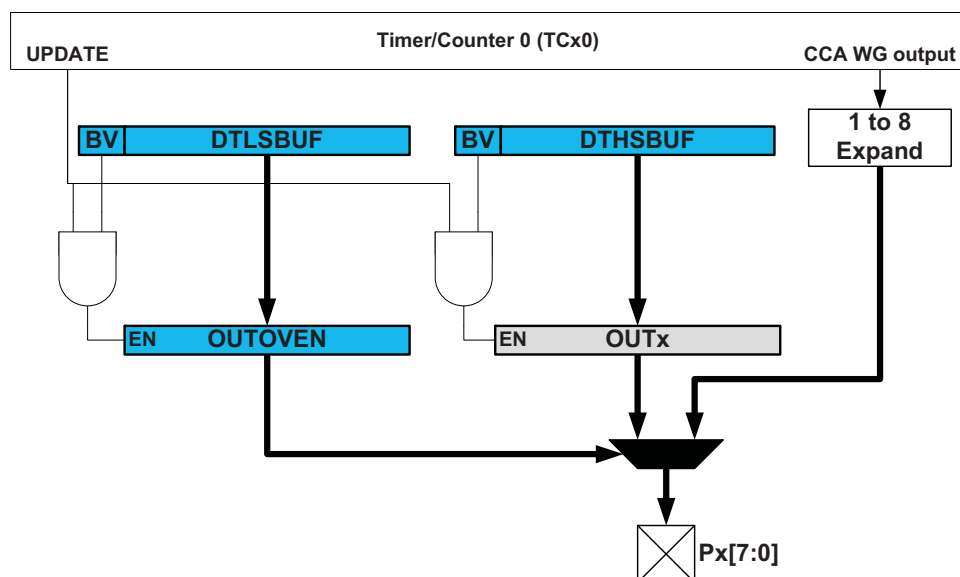 Timer/Counter 0 (TCx0)
UPDATE
CCA WG output
BV
DTLSBUF
BV
DTHSBUF
1 to 8
Expand
EN
OUTOVEN
EN
OUTx
Px[7:0]